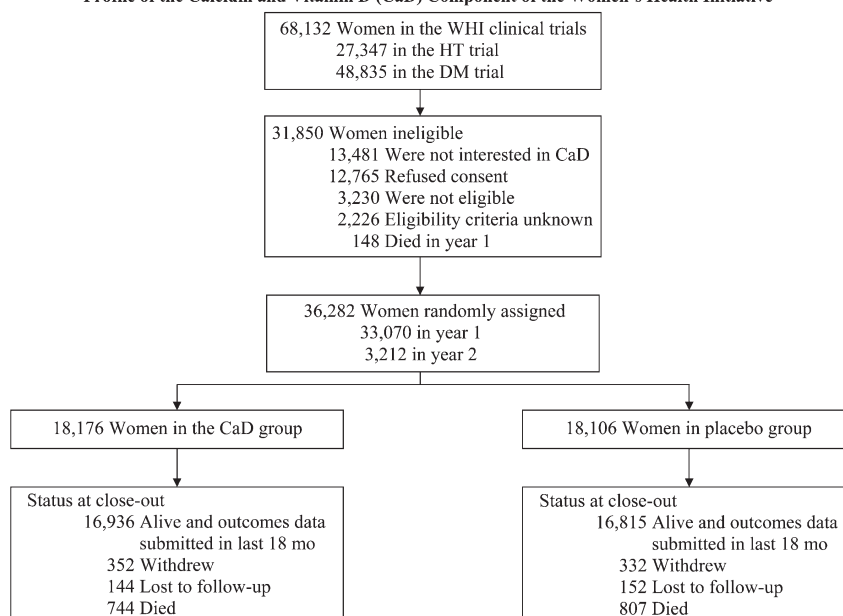 Profile of the Calcium and Vitamin D (CaD) Component of the Women's Health Initiative
68,132 Women in the WHI clinical trials
27,347 in the HT trial
48,835 in the DM trial
31,850 Women ineligible
13,481 Were not interested in CaD
12,765 Refused consent
3,230 Were not eligible
2,226 Eligibility criteria unknown
148 Died in year 1
36,282 Women randomly assigned
33,070 in year 1
3,212 in year 2
18,176 Women in the CaD group
18,106 Women in placebo group
Status at close-out
16,936 Alive and outcomes data
submitted in last 18 mo
352 Withdrew
144 Lost to follow-up
744 Died
Status at close-out
16,815 Alive and outcomes data
submitted in last 18 mo
332 Withdrew
152 Lost to follow-up
807 Died